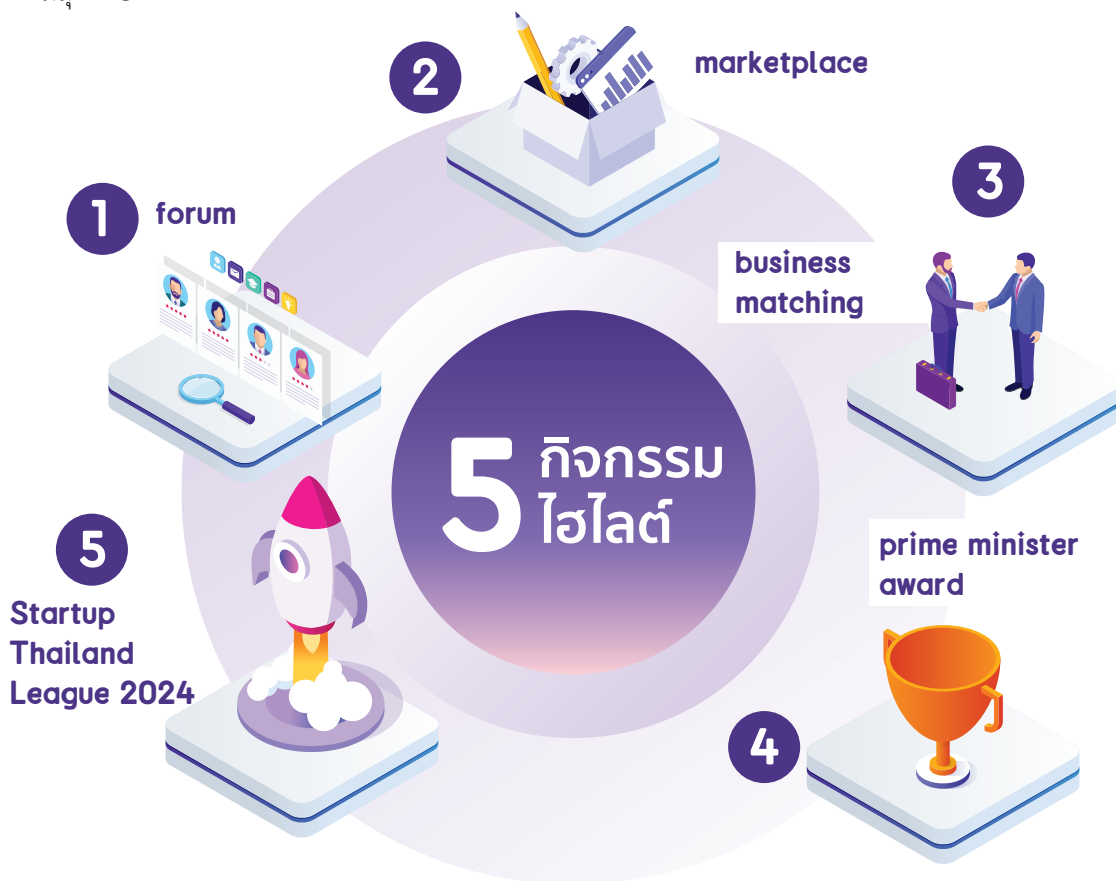 1
forum
2
marketplace
3
business
matching
5 กิจกรรม
ไฮไลต์
4
prime minister
award
5
Startup
Thailand
League 2024